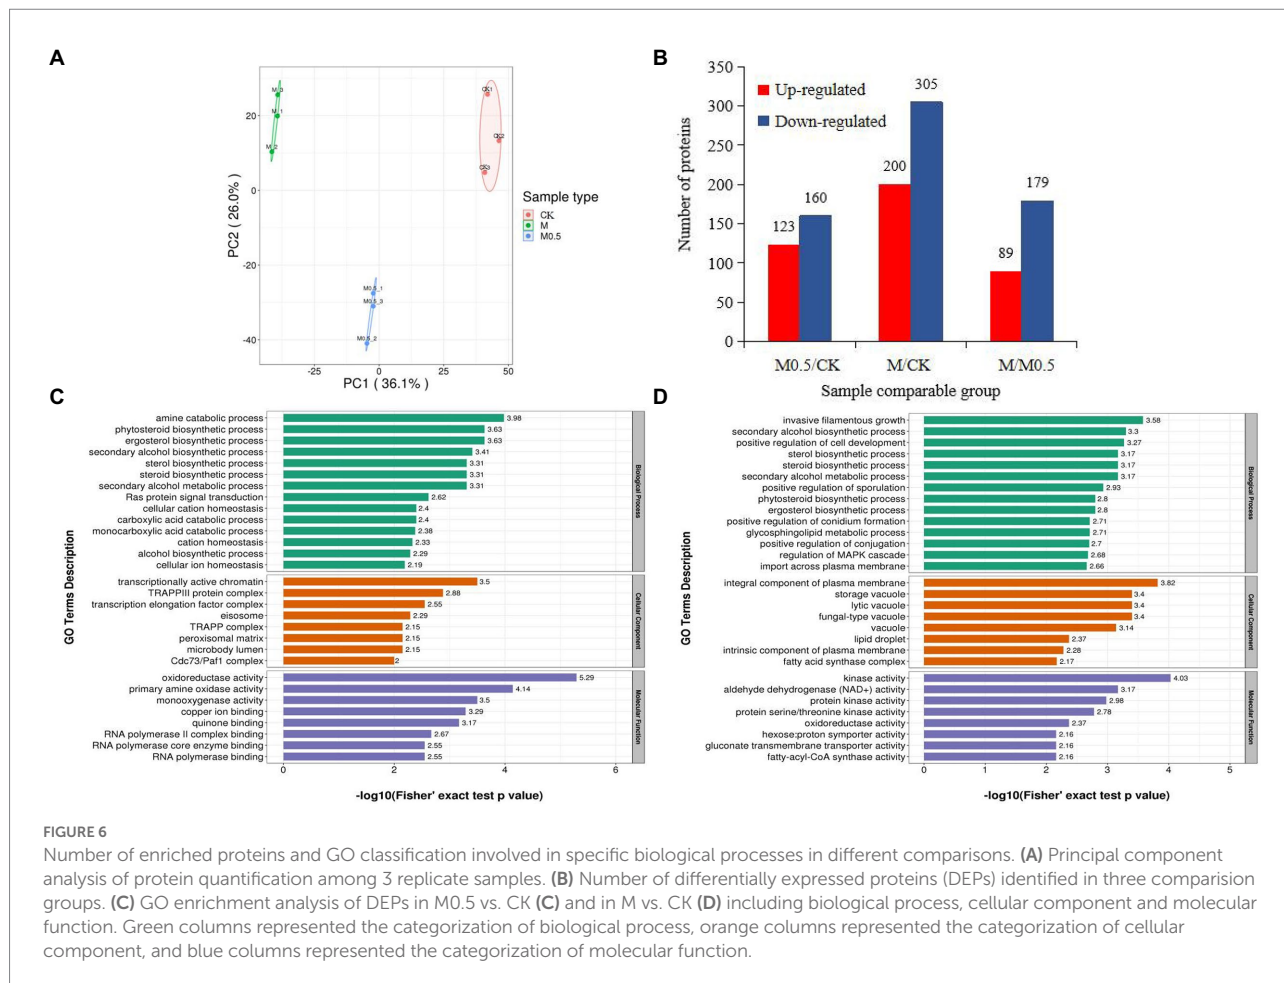 A
M_3
M_1
M_2
CK1
CK2
CK3
M0.5_1
M0.5_3
M0.5_2
20
0
-20
-40
-25
0
25
50
PC2 ( 26.0% )
PC1 ( 36.1% )
Sample type
CK
M
M0.5
B
350
300
250
200
150
100
50
0
Number of proteins
Up-regulated
Down-regulated
123
160
200
305
89
179
M0.5/CK
M/CK
M/M0.5
Sample comparable group
C
GO Terms Description
amine catabolic process 3.98
phytosteroid biosynthetic process 3.63
ergosterol biosynthetic process 3.63
secondary alcohol biosynthetic process 3.41
sterol biosynthetic process 3.31
steroid biosynthetic process 3.31
secondary alcohol metabolic process 3.31
Ras protein signal transduction 2.62
cellular cation homeostasis 2.4
carboxylic acid catabolic process 2.4
monocarboxylic acid catabolic process 2.38
cation homeostasis 2.33
alcohol biosynthetic process 2.29
cellular ion homeostasis 2.19
Biological Process
transcriptionally active chromatin 3.5
TRAPPIII protein complex 2.88
transcription elongation factor complex 2.55
eisosome 2.29
TRAPP complex 2.15
peroxisomal matrix 2.15
microbody lumen 2.15
Cdc73/Paf1 complex 2
Cellular Component
oxidoreductase activity 5.29
primary amine oxidase activity 4.14
monooxygenase activity 3.5
copper ion binding 3.29
quinone binding 3.17
RNA polymerase II complex binding 2.67
RNA polymerase core enzyme binding 2.55
RNA polymerase binding 2.55
Molecular Function
0 2 4 6
-log10(Fisher' exact test p value)
D
GO Terms Description
invasive filamentous growth 3.58
secondary alcohol biosynthetic process 3.3
positive regulation of cell development 3.27
sterol biosynthetic process 3.17
steroid biosynthetic process 3.17
secondary alcohol metabolic process 3.17
positive regulation of sporulation 2.93
phytosteroid biosynthetic process 2.8
ergosterol biosynthetic process 2.8
positive regulation of conidium formation 2.71
glycosphingolipid metabolic process 2.71
positive regulation of conjugation 2.7
regulation of MAPK cascade 2.68
import across plasma membrane 2.66
Biological Process
integral component of plasma membrane 3.82
storage vacuole 3.4
lytic vacuole 3.4
fungal-type vacuole 3.4
vacuole 3.14
lipid droplet 2.37
intrinsic component of plasma membrane 2.28
fatty acid synthase complex 2.17
Cellular Component
kinase activity 4.03
aldehyde dehydrogenase (NAD+) activity 3.17
protein kinase activity 2.98
protein serine/threonine kinase activity 2.78
oxidoreductase activity 2.37
hexose:proton symporter activity 2.16
gluconate transmembrane transporter activity 2.16
fatty-acyl-CoA synthase activity 2.16
Molecular Function
0 1 2 3 4 5
-log10(Fisher' exact test p value)
FIGURE 6
Number of enriched proteins and GO classification involved in specific biological processes in different comparisons. (A) Principal component
analysis of protein quantification among 3 replicate samples. (B) Number of differentially expressed proteins (DEPs) identified in three comparision
groups. (C) GO enrichment analysis of DEPs in M0.5 vs. CK (C) and in M vs. CK (D) including biological process, cellular component and molecular
function. Green columns represented the categorization of biological process, orange columns represented the categorization of cellular
component, and blue columns represented the categorization of molecular function.